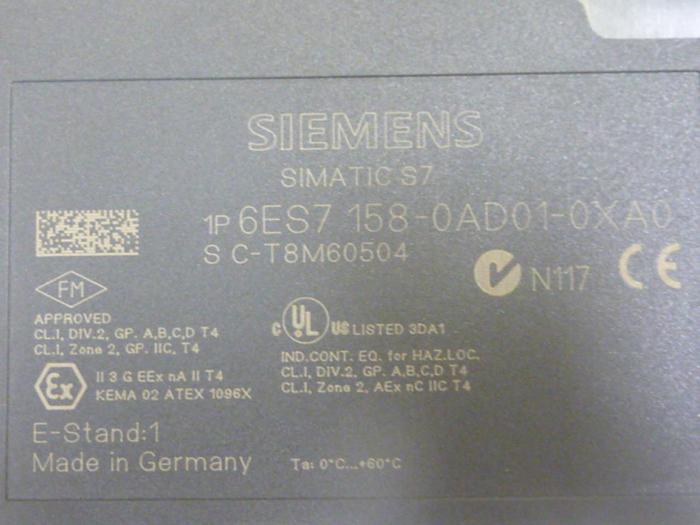 SIEMENS
SIMATIC S7
1P 6ES7 158-0AD01-0XA0
S C-T8M60504
N117 CE
FM
APPROVED
CL.I, DIV.2, GP. A,B,C,D T4
CL.I, Zone 2, GP. IIC, T4
C UL US LISTED 3DA1
IND.CONT. EQ. for HAZ.LOC.
CL.I, DIV.2, GP. A,B,C,D T4
CL.I, Zone 2, AEx nC IIC T4
Ex II 3 G EEx nA II T4
KEMA 02 ATEX 1096X
E-Stand:1
Made in Germany Ta: 0°C...+60°C